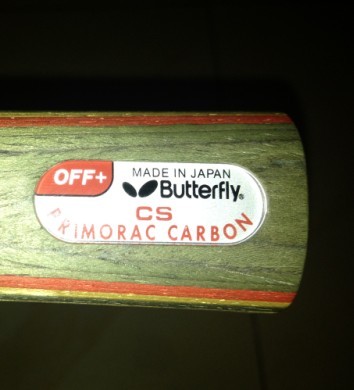 OFF+
MADE IN JAPAN
Butterfly®
CS
PRIMORAC CARBON